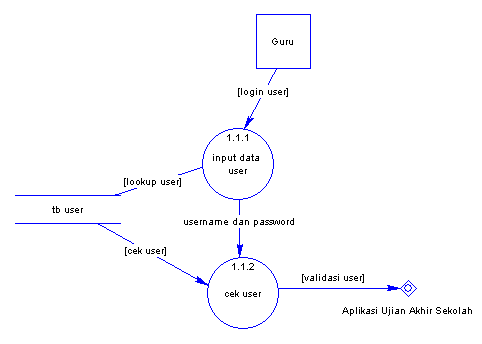 Guru
[login user]
1.1.1
input data
user
[lookup user]
tb user
username dan password
[cek user]
1.1.2
cek user
[validasi user]
Aplikasi Ujian Akhir Sekolah